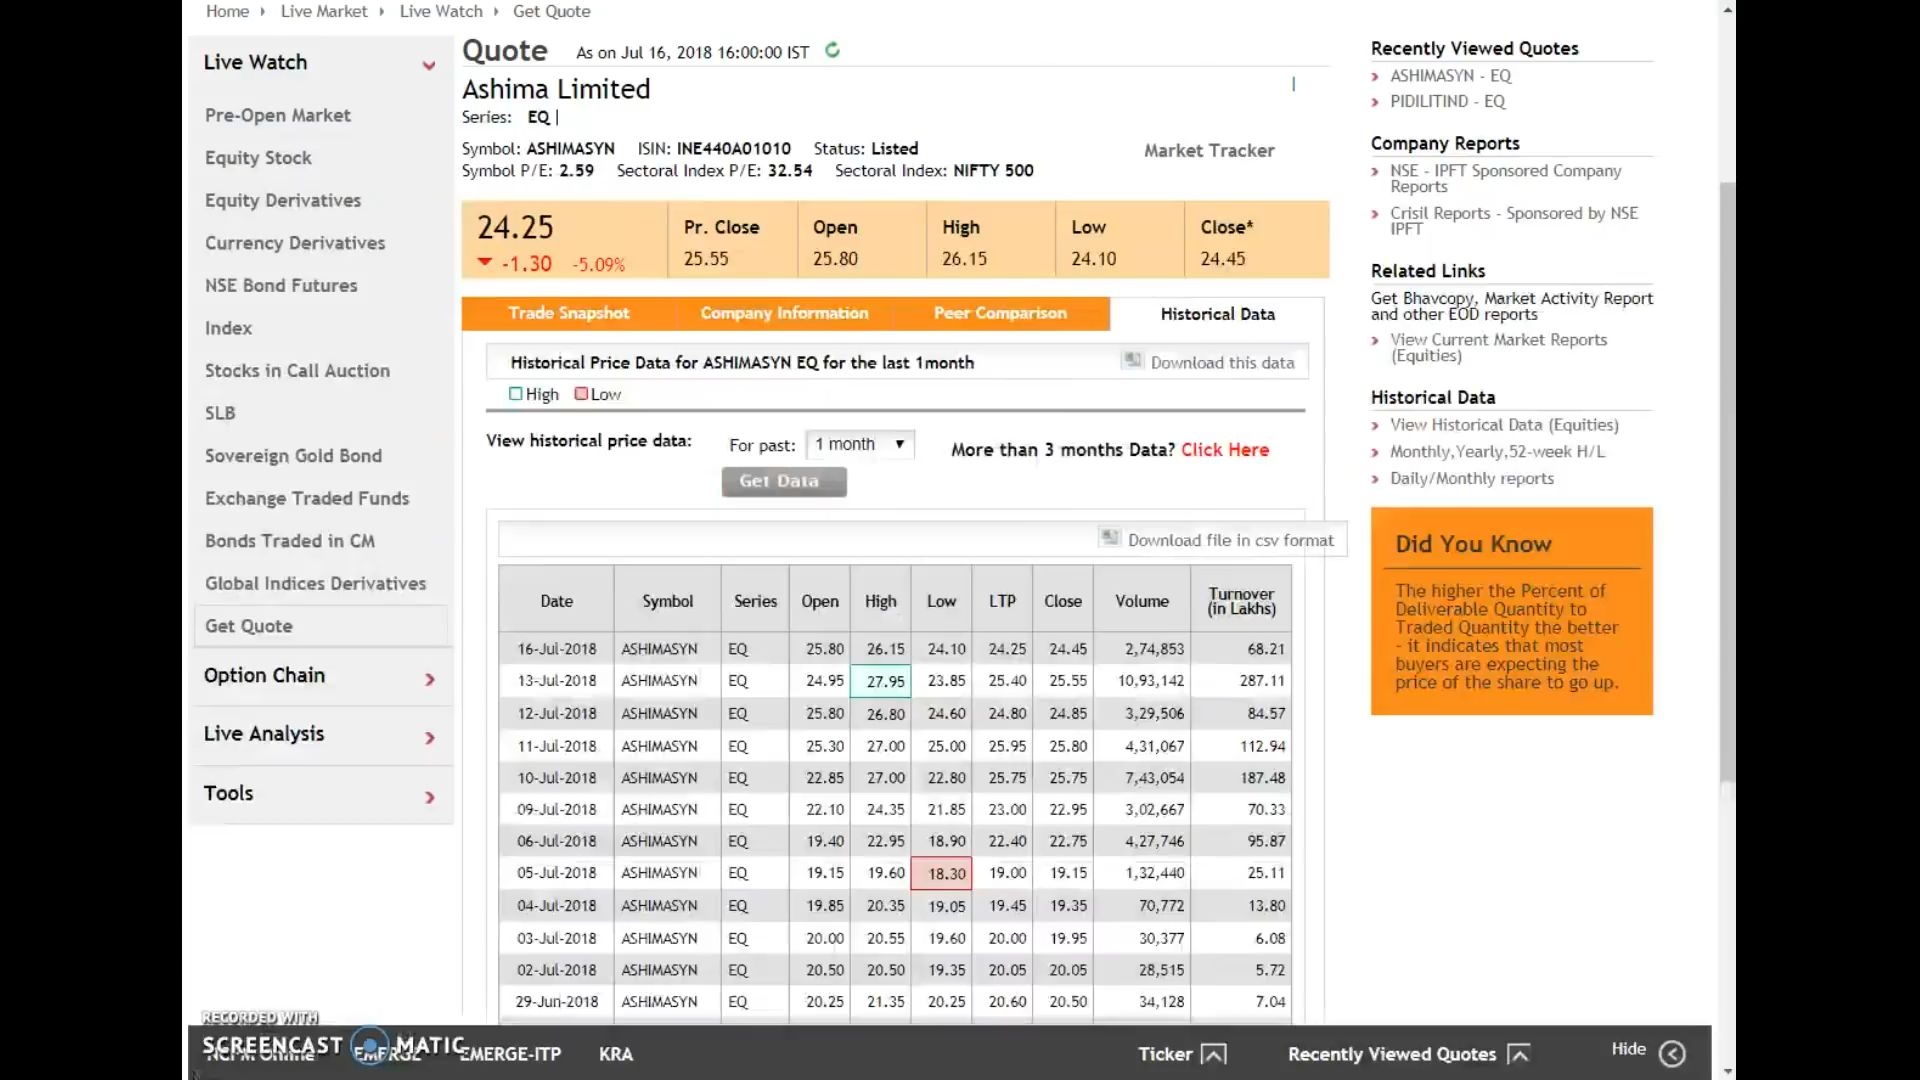 Home Live Market Live Watch Get Quote
Live Watch
Pre-Open Market
Equity Stock
Equity Derivatives
Currency Derivatives
NSE Bond Futures
Index
Stocks in Call Auction
SLB
Sovereign Gold Bond
Exchange Traded Funds
Bonds Traded in CM
Global Indices Derivatives
Get Quote
Option Chain
Live Analysis
Tools
Quote As on Jul 16, 2018 16:00:00 IST
Ashima Limited
Series: EQ |
Symbol: ASHIMASYN ISIN: INE440A01010 Status: Listed
Symbol P/E: 2.59 Sectoral Index P/E: 32.54 Sectoral Index: NIFTY 500
Market Tracker
24.25 Pr. Close Open High Low Close*
-1.30 -5.09% 25.55 25.80 26.15 24.10 24.45
Trade Snapshot Company Information Peer Comparison Historical Data
Historical Price Data for ASHIMASYN EQ for the last 1month Download this data
High Low
View historical price data: For past: 1 month More than 3 months Data? Click Here
Get Data
Download file in csv format
Date Symbol Series Open High Low LTP Close Volume Turnover (in Lakhs)
16-Jul-2018 ASHIMASYN EQ 25.80 26.15 24.10 24.25 24.45 2,74,853 68.21
13-Jul-2018 ASHIMASYN EQ 24.95 27.95 23.85 25.40 25.55 10,93,142 287.11
12-Jul-2018 ASHIMASYN EQ 25.80 26.80 24.60 24.80 24.85 3,29,506 84.57
11-Jul-2018 ASHIMASYN EQ 25.30 27.00 25.00 25.95 25.80 4,31,067 112.94
10-Jul-2018 ASHIMASYN EQ 22.85 27.00 22.80 25.75 25.75 7,43,054 187.48
09-Jul-2018 ASHIMASYN EQ 22.10 24.35 21.85 23.00 22.95 3,02,667 70.33
06-Jul-2018 ASHIMASYN EQ 19.40 22.95 18.90 22.40 22.75 4,27,746 95.87
05-Jul-2018 ASHIMASYN EQ 19.15 19.60 18.30 19.00 19.15 1,32,440 25.11
04-Jul-2018 ASHIMASYN EQ 19.85 20.35 19.05 19.45 19.35 70,772 13.80
03-Jul-2018 ASHIMASYN EQ 20.00 20.55 19.60 20.00 19.95 30,377 6.08
02-Jul-2018 ASHIMASYN EQ 20.50 20.50 19.35 20.05 20.05 28,515 5.72
29-Jun-2018 ASHIMASYN EQ 20.25 21.35 20.25 20.60 20.50 34,128 7.04
Recently Viewed Quotes
ASHIMASYN - EQ
PIDILITIND - EQ
Company Reports
NSE - IPFT Sponsored Company
Reports
Crisil Reports - Sponsored by NSE
IPFT
Related Links
Get Bhavcopy, Market Activity Report
and other EOD reports
View Current Market Reports
(Equities)
Historical Data
View Historical Data (Equities)
Monthly,Yearly,52-week H/L
Daily/Monthly reports
Did You Know
The higher the Percent of
Deliverable Quantity to
Traded Quantity the better
- it indicates that most
buyers are expecting the
price of the share to go up.
RECORDED WITH
SCREENCAST MATIC
EMERGE-ITP KRA Ticker Recently Viewed Quotes Hide